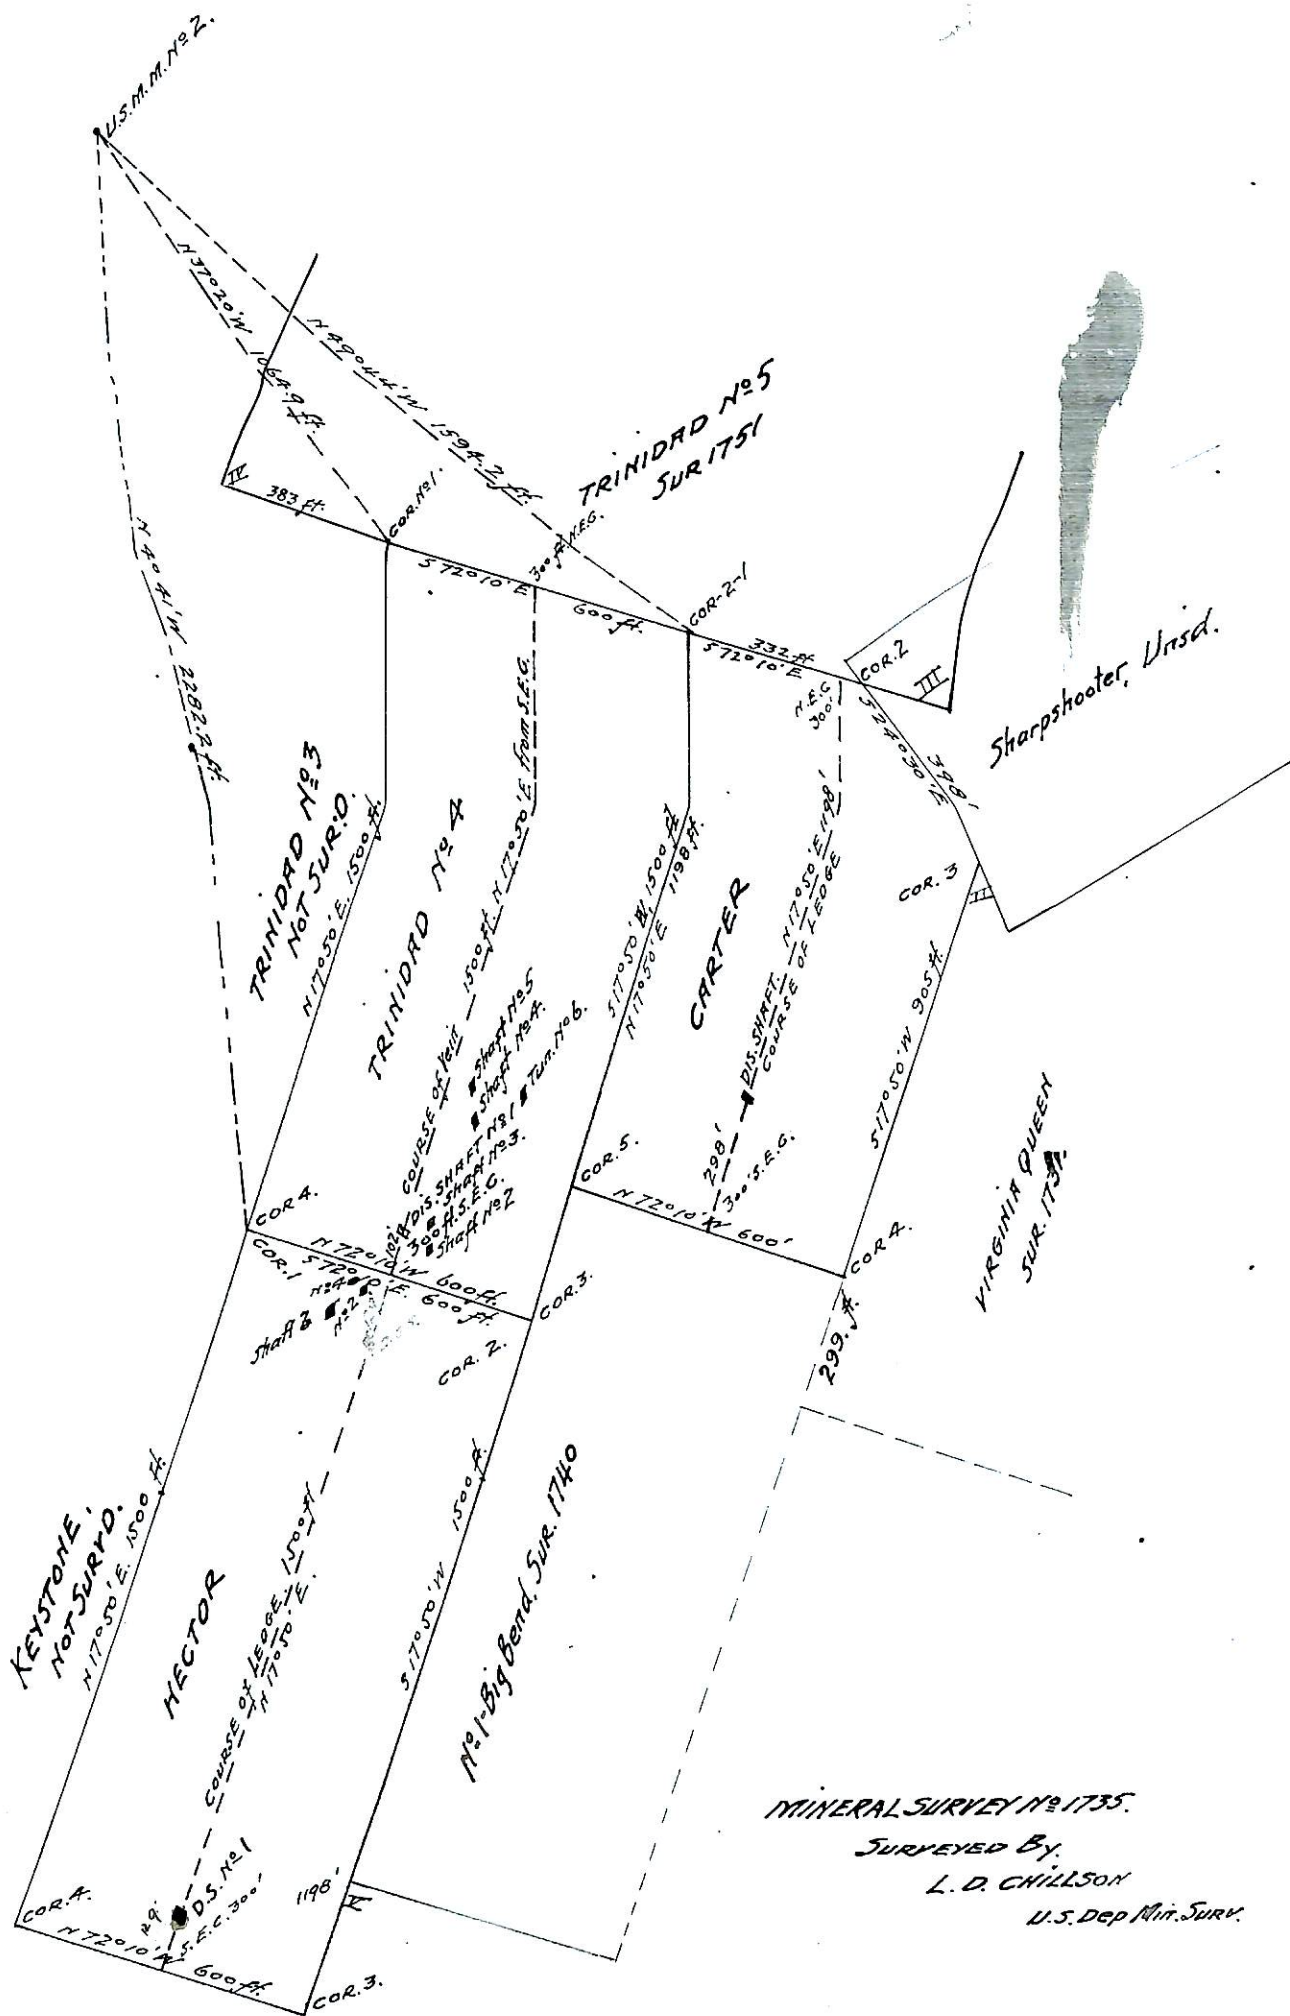 U.S.M.M. Nº 2.
N 37°20'W 1064.9 ft.
N 49°44'W 1594.2 ft.
N 4°41'W 2282.2 ft.
TRINIDAD Nº 5
SUR 1751
IV
383 ft.
COR. Nº 1.
S 72°10' E
300 ft N.E.C.
600 ft.
COR-2-1
332 ft
S 72°10' E
COR. 2
III
Sharpshooter, Unsd.
N.E.C
300'
S 24°30' E
398'
TRINIDAD Nº 3
NOT SUR'D.
N 17°50' E. 1500 ft.
TRINIDAD Nº 4
COURSE of Vein 1500 ft. N 17°50' E from S.E.C.
S 17°50' W, 1500 ft
N 17°50' E 1198 ft.
CARTER
DIS. SHAFT. N 17°50' E 1198'
COURSE OF LEDGE
COR. 3
II
S 17°50' W 905 ft.
VIRGINIA QUEEN
SUR. 1737.
Shaft Nº 5
Shaft Nº 4.
Tun. Nº 6.
DIS. SHAFT Nº 1
Shaft Nº 3.
300 ft. S.E.C.
Shaft Nº 2
102'
298'
300' S.E.C.
COR. 5.
N 72°10' W 600'
COR 4.
299. ft.
COR 4.
COR. 1
N 72°10' W 600 ft.
S 72°10' E. 600 ft.
COR. 3.
COR. 2.
Nº 4
Nº 2
Shaft 3
KEYSTONE.
NOT SURV'D.
N 17°50' E. 1500 ft.
HECTOR
COURSE of LEDGE. 1500 ft
N 17°50' E.
S 17°50' W 1500 ft.
Nº 1-Big Bend, Sur. 1740
COR. 4.
29'
D.S. Nº 1
S.E.C. 300'
N 72°10' W 600 ft.
1198'
V
COR. 3.
MINERAL SURVEY Nº 1735.
SURVEYED By.
L. D. CHILLSON
U.S. Dep Min. Surv.